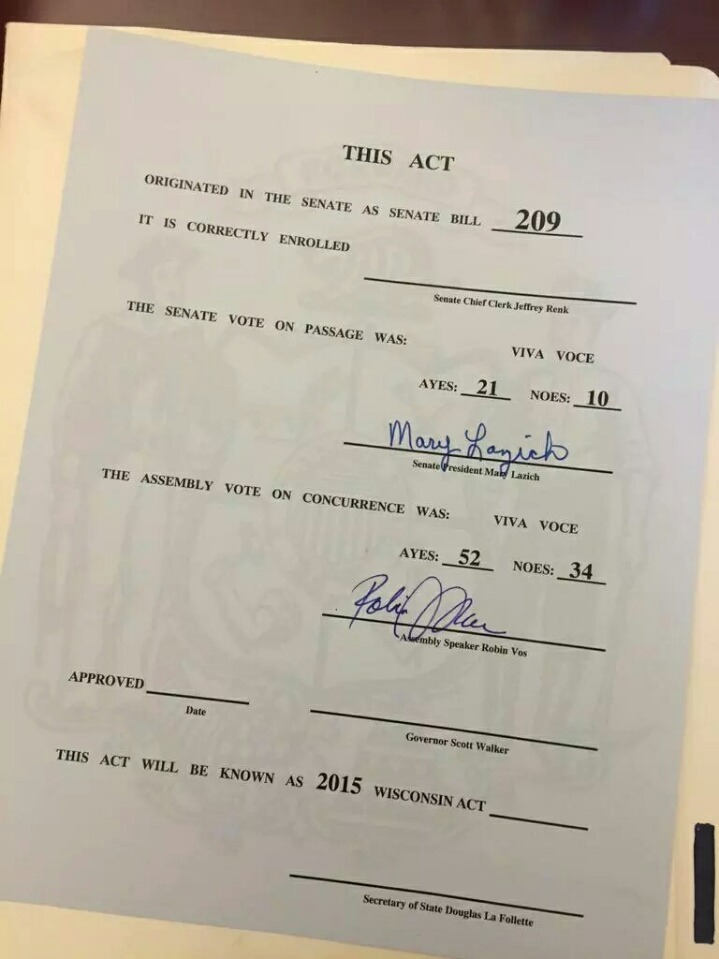 THIS ACT
ORIGINATED IN THE SENATE AS SENATE BILL 209
IT IS CORRECTLY ENROLLED
Senate Chief Clerk Jeffrey Renk
THE SENATE VOTE ON PASSAGE WAS: VIVA VOCE
AYES: 21 NOES: 10
Mary Lazich
Senate President Mary Lazich
THE ASSEMBLY VOTE ON CONCURRENCE WAS: VIVA VOCE
AYES: 52 NOES: 34
Assembly Speaker Robin Vos
APPROVED
Date
Governor Scott Walker
THIS ACT WILL BE KNOWN AS 2015 WISCONSIN ACT
Secretary of State Douglas La Follette